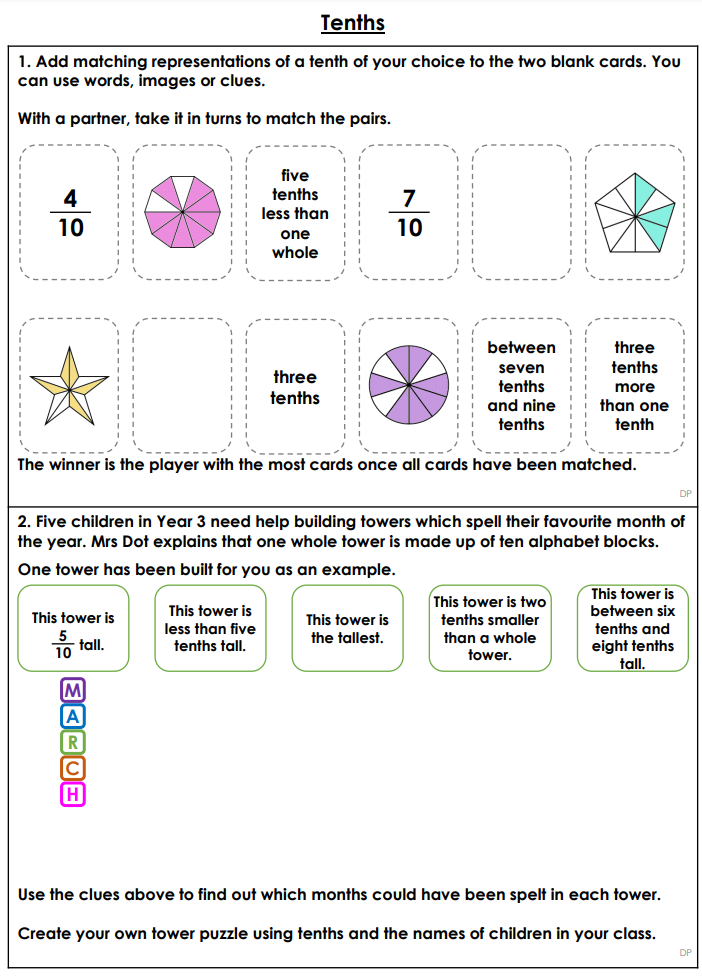 Tenths
1. Add matching representations of a tenth of your choice to the two blank cards. You
can use words, images or clues.
With a partner, take it in turns to match the pairs.
4
10
five
tenths
less than
one
whole
7
10
three
tenths
between
seven
tenths
and nine
tenths
three
tenths
more
than one
tenth
The winner is the player with the most cards once all cards have been matched.
DP
2. Five children in Year 3 need help building towers which spell their favourite month of
the year. Mrs Dot explains that one whole tower is made up of ten alphabet blocks.
One tower has been built for you as an example.
This tower is
5
10 tall.
This tower is
less than five
tenths tall.
This tower is
the tallest.
This tower is two
tenths smaller
than a whole
tower.
This tower is
between six
tenths and
eight tenths
tall.
M
A
R
C
H
Use the clues above to find out which months could have been spelt in each tower.
Create your own tower puzzle using tenths and the names of children in your class.
DP